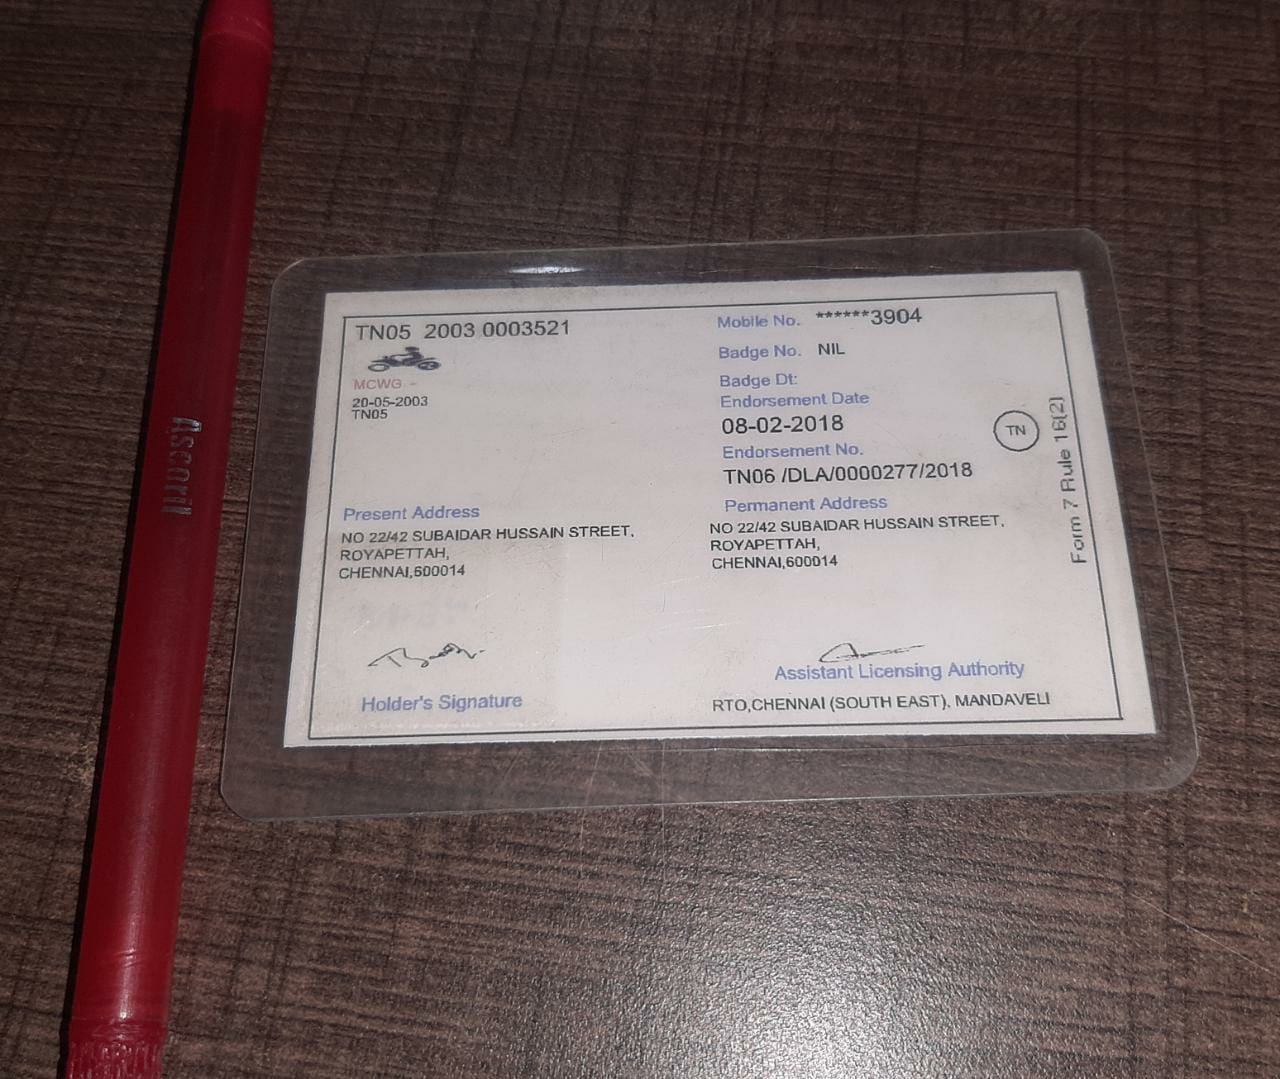 TN05 2003 0003521
MCWG -
20-05-2003
TN05
Mobile No. ******3904
Badge No. NIL
Badge Dt:
Endorsement Date
08-02-2018
Endorsement No.
TN06 /DLA/0000277/2018
Present Address
NO 22/42 SUBAIDAR HUSSAIN STREET,
ROYAPETTAH,
CHENNAI,600014
Permanent Address
NO 22/42 SUBAIDAR HUSSAIN STREET,
ROYAPETTAH,
CHENNAI,600014
Holder's Signature
Assistant Licensing Authority
RTO,CHENNAI (SOUTH EAST), MANDAVELI
TN
Form 7 Rule 16(2)
Ascoril